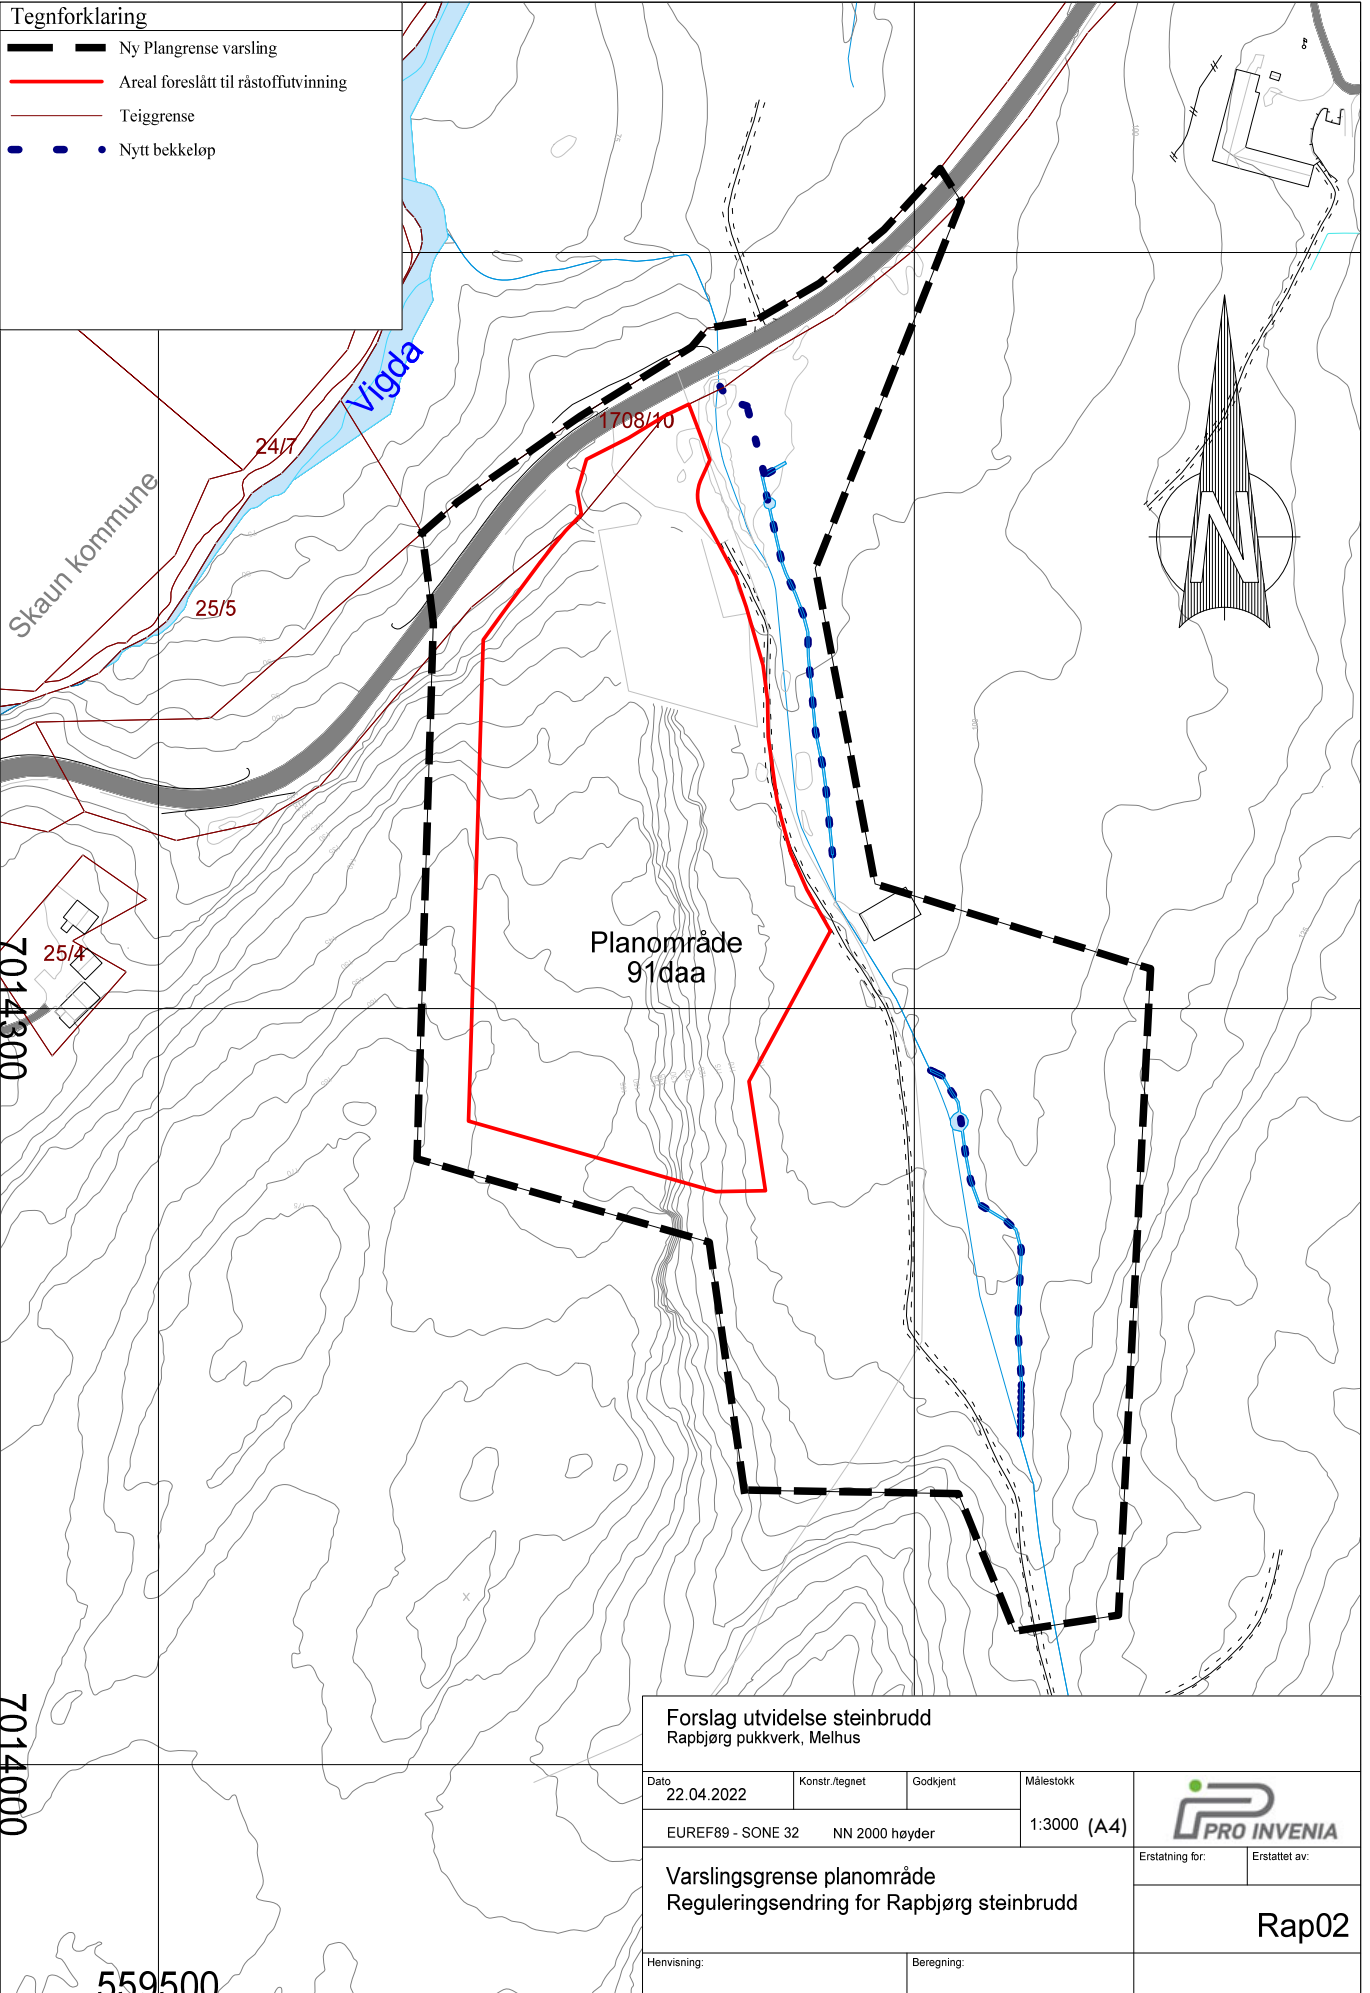 Tegnforklaring
Ny Plangrense varsling
Areal foreslått til råstoffutvinning
Teiggrense
Nytt bekkeløp
Vigda
1708/10
24/7
Skaun kommune
25/5
N
Planområde
91daa
25/4
7014300
7014000
559500
Forslag utvidelse steinbrudd
Rapbjørg pukkverk, Melhus
Dato
22.04.2022
Konstr./tegnet
Godkjent
Målestokk
1:3000 (A4)
EUREF89 - SONE 32
NN 2000 høyder
PRO INVENIA
Erstatning for:
Erstattet av:
Varslingsgrense planområde
Reguleringsendring for Rapbjørg steinbrudd
Rap02
Henvisning:
Beregning: